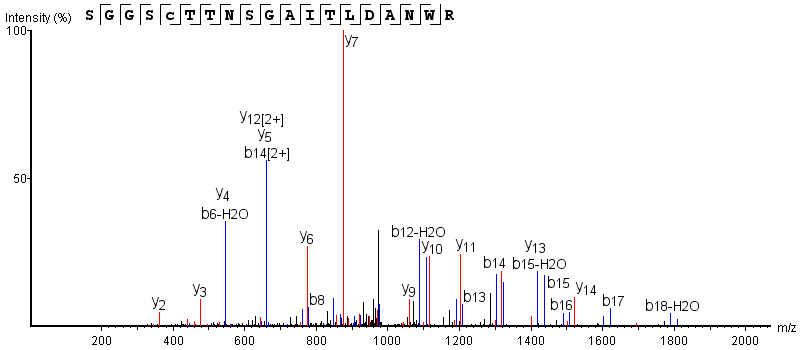 Intensity (%) S G G S c T T N S G A I T L D A N W R
100
y7
y12[2+]
y5
b14[2+]
50
y4
b6-H2O
y6
b12-H2O
y10
y11
y13
b14
b15-H2O
y3
y2
b8
y9
b13
b15
y14
b16
b17
b18-H2O
200 400 600 800 1000 1200 1400 1600 1800 2000 m/z